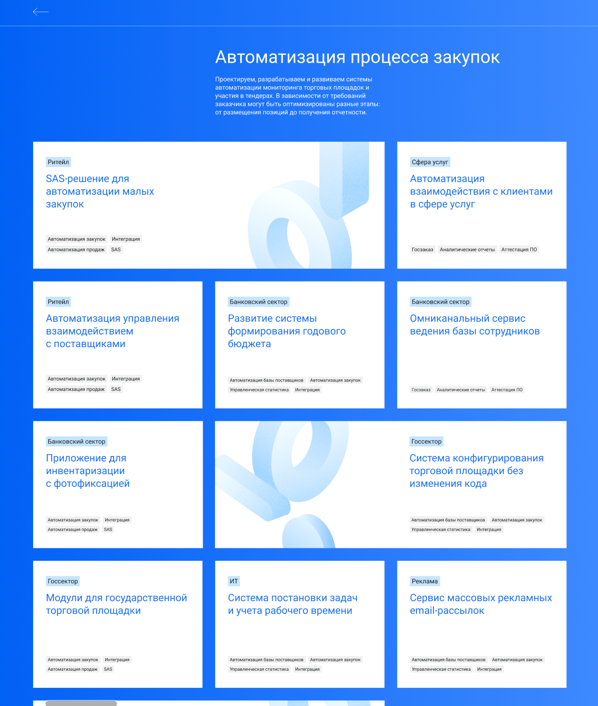 Автоматизация процесса закупок
Проектируем, разрабатываем и развиваем системы
автоматизации мониторинга торговых площадок и
участия в тендерах. В зависимости от требований
заказчика могут быть оптимизированы разные этапы:
от размещения позиций до получения отчетности.
Ритейл
SAS-решение для
автоматизации малых
закупок
Автоматизация закупок Интеграция
Автоматизация продаж SAS
Сфера услуг
Автоматизация
взаимодействия с клиентами
в сфере услуг
Госзаказ Аналитические отчеты Аттестация ПО
Ритейл
Автоматизация управления
взаимодействием
с поставщиками
Автоматизация закупок Интеграция
Автоматизация продаж SAS
Банковский сектор
Развитие системы
формирования годового
бюджета
Автоматизация базы поставщиков Автоматизация закупок
Управленческая статистика Интеграция
Банковский сектор
Омниканальный сервис
ведения базы сотрудников
Госзаказ Аналитические отчеты Аттестация ПО
Банковский сектор
Приложение для
инвентаризации
с фотофиксацией
Автоматизация закупок Интеграция
Автоматизация продаж SAS
Госсектор
Система конфигурирования
торговой площадки без
изменения кода
Автоматизация базы поставщиков Автоматизация закупок
Управленческая статистика Интеграция
Госсектор
Модули для государственной
торговой площадки
Автоматизация закупок Интеграция
Автоматизация продаж SAS
ИТ
Система постановки задач
и учета рабочего времени
Автоматизация базы поставщиков Автоматизация закупок
Управленческая статистика Интеграция
Реклама
Сервис массовых рекламных
email-рассылок
Автоматизация базы поставщиков Автоматизация закупок
Управленческая статистика Интеграция